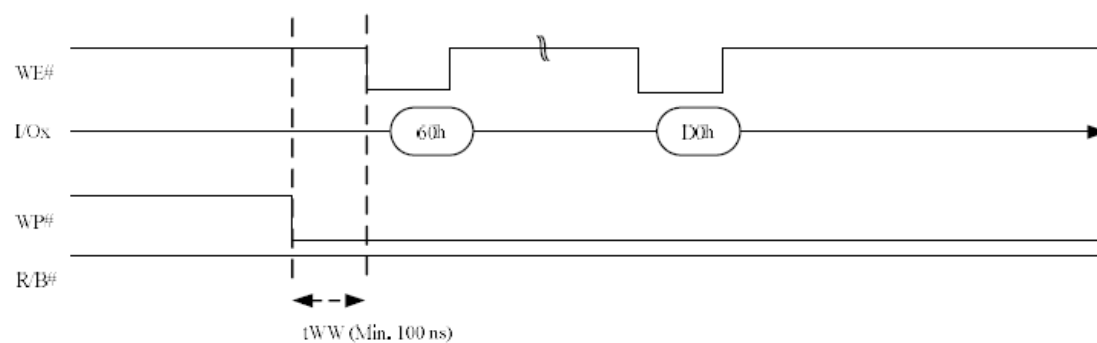 WE#
I/Ox
60h
D0h
WP#
R/B#
tWW (Min. 100 ns)